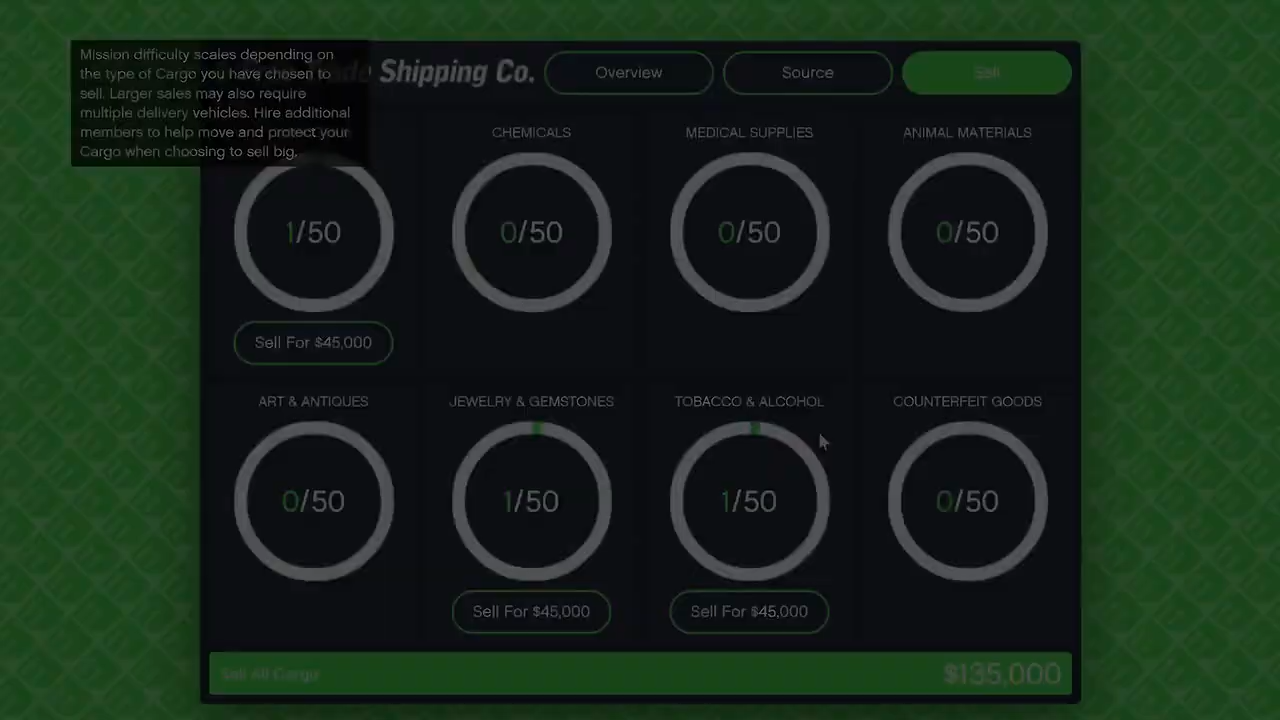 Mission difficulty scales depending on
the type of Cargo you have chosen to
sell. Larger sales may also require
multiple delivery vehicles. Hire additional
members to help move and protect your
Cargo when choosing to sell big.
Shipping Co.
Overview
Source
Sell
CHEMICALS
MEDICAL SUPPLIES
ANIMAL MATERIALS
1/50
0/50
0/50
0/50
Sell For $45,000
ART & ANTIQUES
JEWELRY & GEMSTONES
TOBACCO & ALCOHOL
COUNTERFEIT GOODS
0/50
1/50
1/50
0/50
Sell For $45,000
Sell For $45,000
Sell All Cargo
$135,000